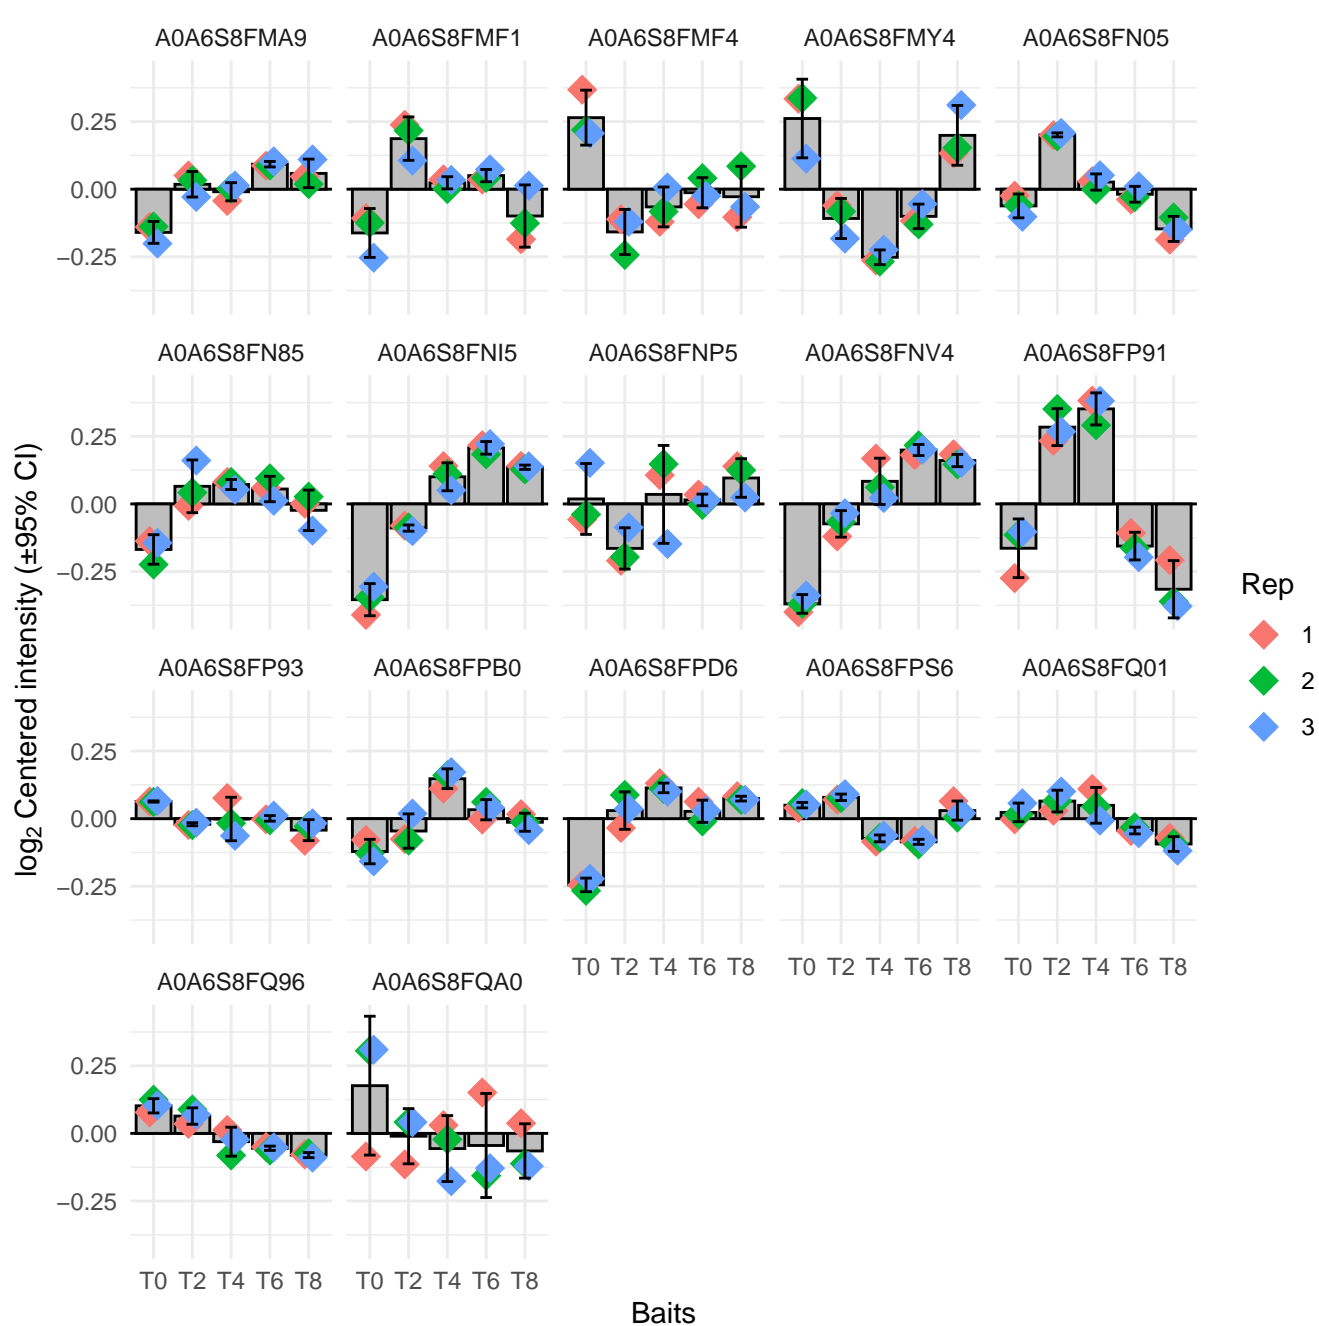 A0A6S8FMA9 A0A6S8FMF1 A0A6S8FMF4 A0A6S8FMY4 A0A6S8FN05
0.25
0.00
−0.25
A0A6S8FN85 A0A6S8FNI5 A0A6S8FNP5 A0A6S8FNV4 A0A6S8FP91
0.25
0.00
−0.25
A0A6S8FP93 A0A6S8FPB0 A0A6S8FPD6 A0A6S8FPS6 A0A6S8FQ01
0.25
0.00
−0.25
T0 T2 T4 T6 T8 T0 T2 T4 T6 T8 T0 T2 T4 T6 T8
A0A6S8FQ96 A0A6S8FQA0
0.25
0.00
−0.25
T0 T2 T4 T6 T8 T0 T2 T4 T6 T8
Baits
log₂ Centered intensity (±95% CI)
Rep
1
2
3